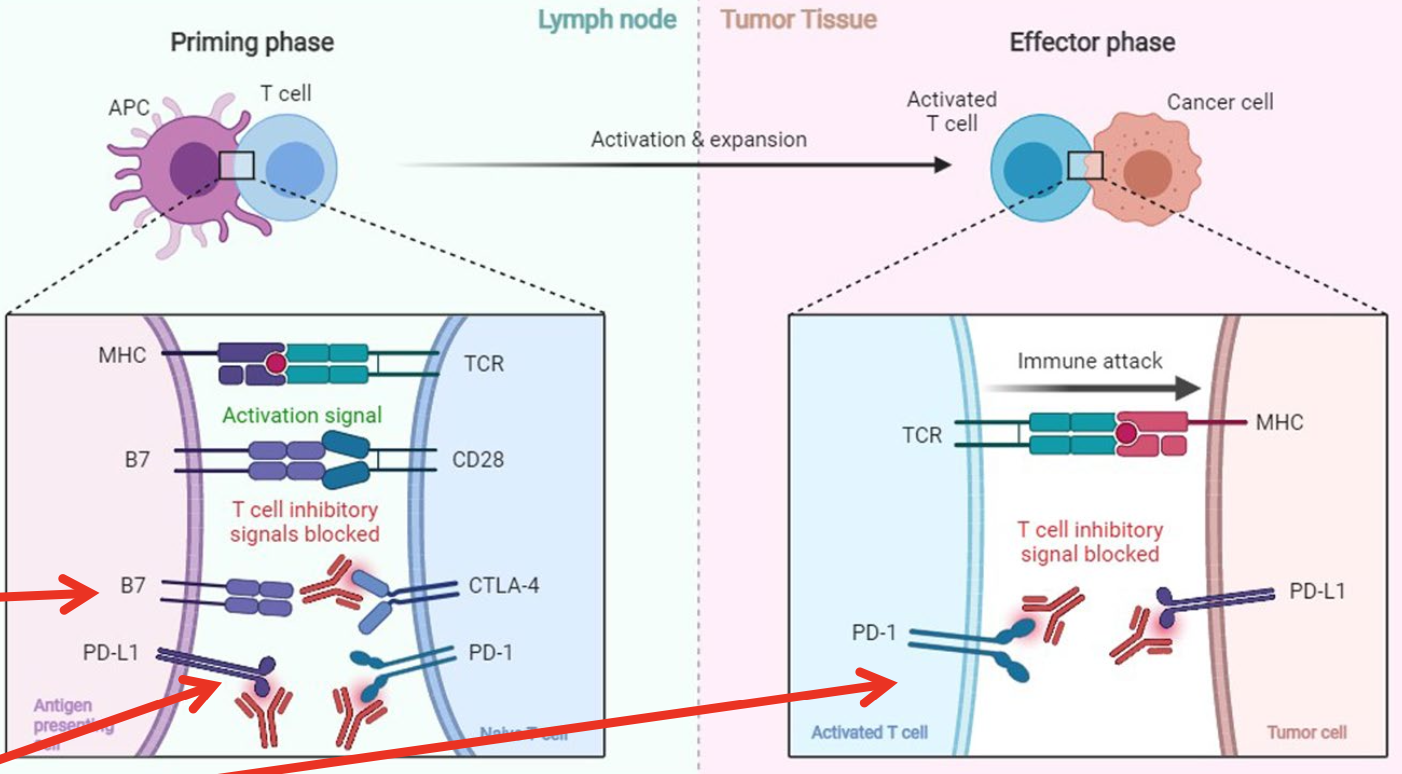 Lymph node
Tumor Tissue
Priming phase
Effector phase
APC
T cell
Activation & expansion
Activated
T cell
Cancer cell
MHC
TCR
Activation signal
B7
CD28
T cell inhibitory
signals blocked
B7
CTLA-4
PD-L1
PD-1
Antigen
presenting
cell
Naive T cell
Immune attack
TCR
MHC
T cell inhibitory
signal blocked
PD-L1
PD-1
Activated T cell
Tumor cell